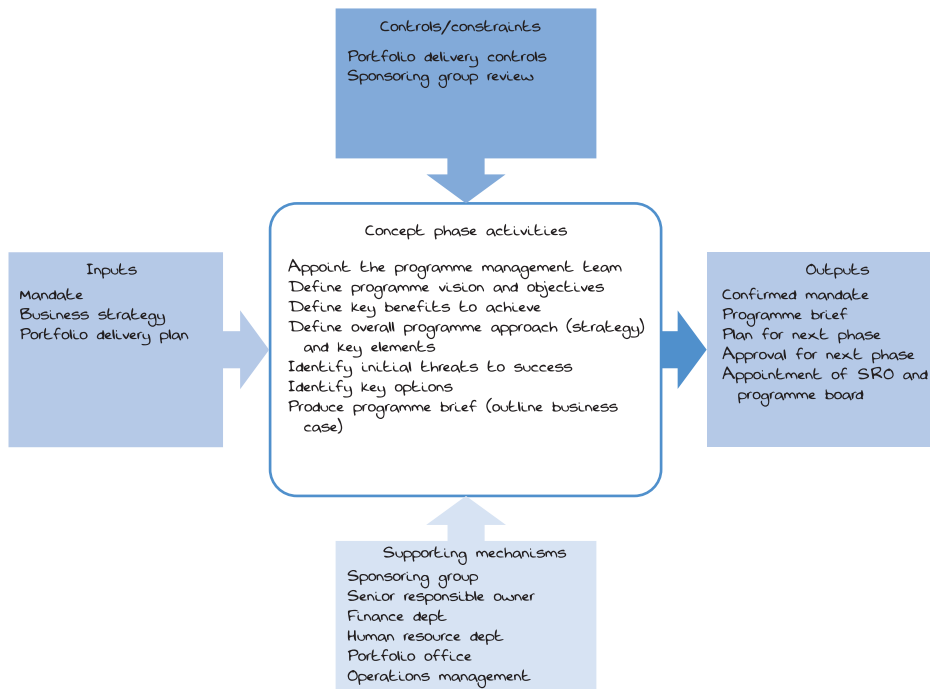 Controls/constraints
Portfolio delivery controls
Sponsoring group review
Inputs
Mandate
Business strategy
Portfolio delivery plan
Concept phase activities
Appoint the programme management team
Define programme vision and objectives
Define key benefits to achieve
Define overall programme approach (strategy)
and key elements
Identify initial threats to success
Identify key options
Produce programme brief (outline business
case)
Outputs
Confirmed mandate
Programme brief
Plan for next phase
Approval for next phase
Appointment of SRO and
programme board
Supporting mechanisms
Sponsoring group
Senior responsible owner
Finance dept
Human resource dept
Portfolio office
Operations management